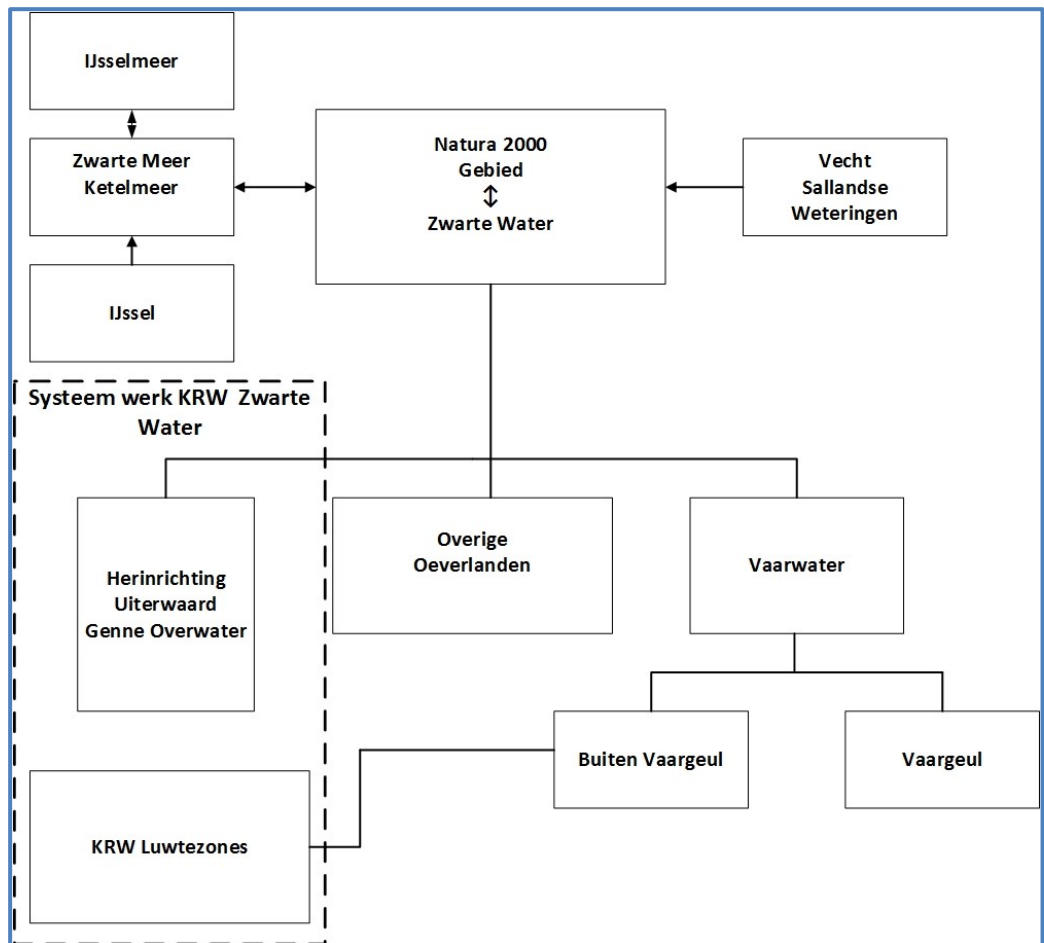 IJsselmeer
Zwarte Meer
Ketelmeer
IJssel
Natura 2000
Gebied
Zwarte Water
Vecht
Sallandse
Weteringen
Systeem werk KRW Zwarte
Water
Herinrichting
Uiterwaard
Genne Overwater
Overige
Oeverlanden
Vaarwater
Buiten Vaargeul
Vaargeul
KRW Luwtezones